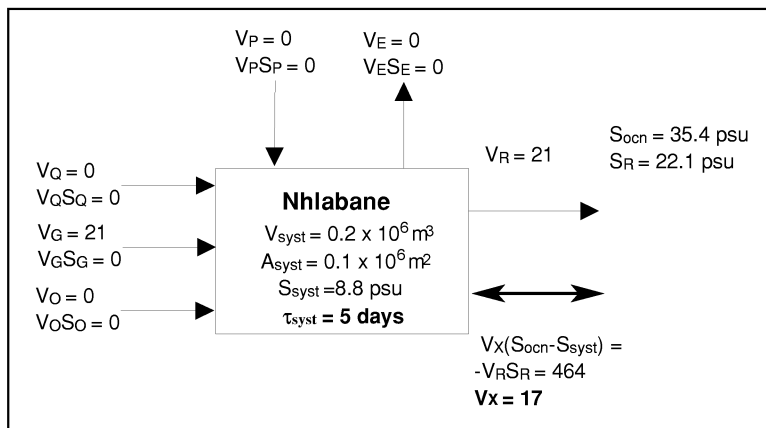 VP = 0
VPSP = 0
VE = 0
VESE = 0
VR = 21
Socn = 35.4 psu
SR = 22.1 psu
VQ = 0
VQSQ = 0
VG = 21
VGSG = 0
VO = 0
VOSO = 0
Nhlabane
Vsyst = 0.2 x 10⁶ m³
Asyst = 0.1 x 10⁶ m²
Ssyst =8.8 psu
τsyst = 5 days
VX(Socn-Ssyst) =
-VRSR = 464
Vx = 17